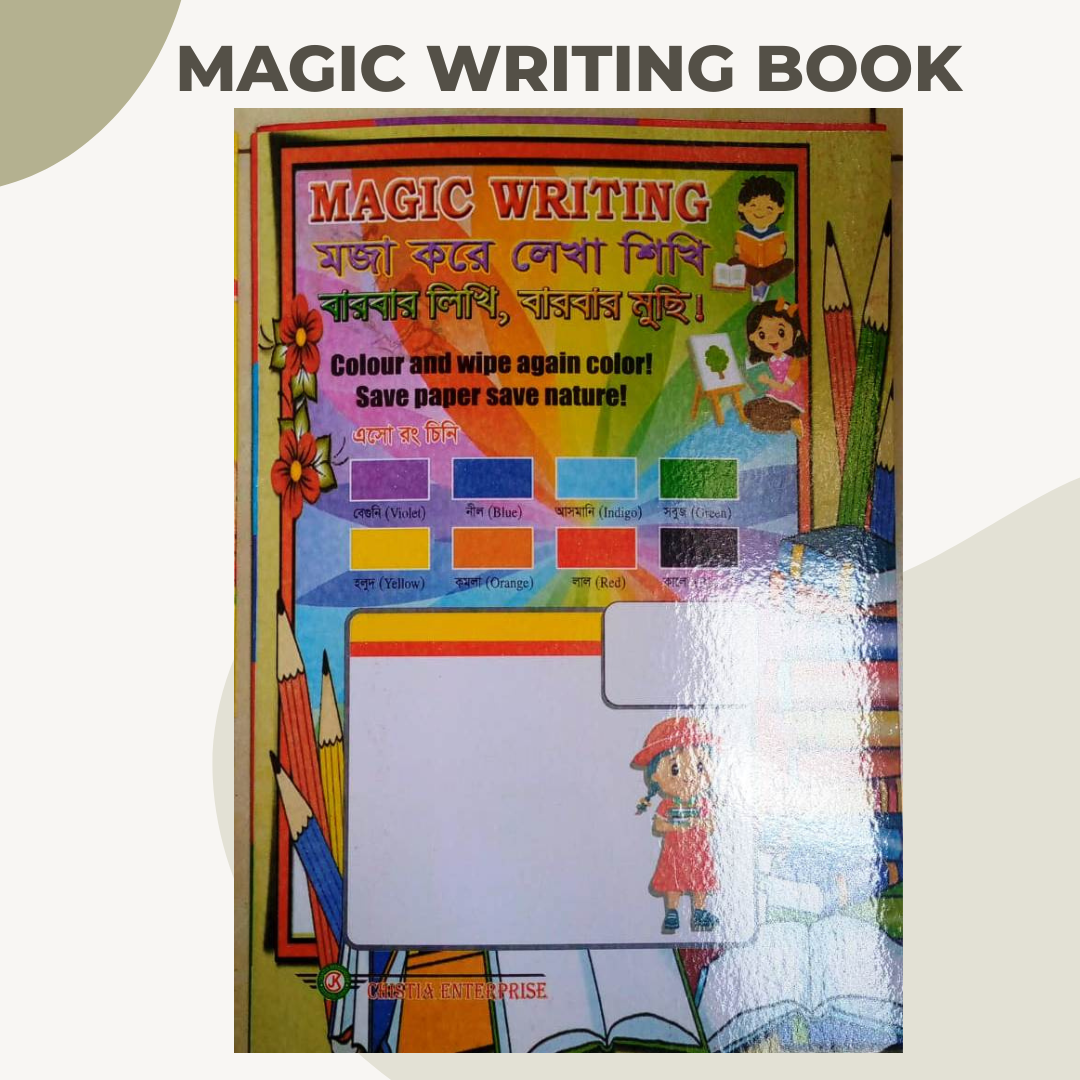 MAGIC WRITING BOOK
MAGIC WRITING
মজা করে লেখা শিখি
বারবার লিখি, বারবার মুছি!
Colour and wipe again color!
Save paper save nature!
এসো রং চিনি
বেগুনি (Violet) নীল (Blue) আসমানি (Indigo) সবুজ (Green)
হলুদ (Yellow) কমলা (Orange) লাল (Red) কালো
CHISTIA ENTERPRISE